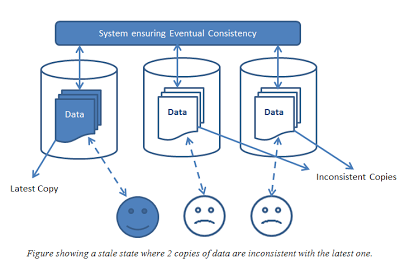 System ensuring Eventual Consistency
Data
Data
Data
Latest Copy
Inconsistent Copies
Figure showing a stale state where 2 copies of data are inconsistent with the latest one.